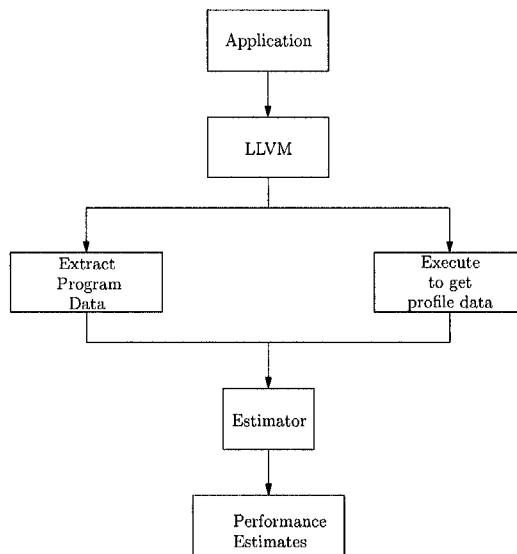 Application
LLVM
Extract
Program
Data
Execute
to get
profile data
Estimator
Performance
Estimates